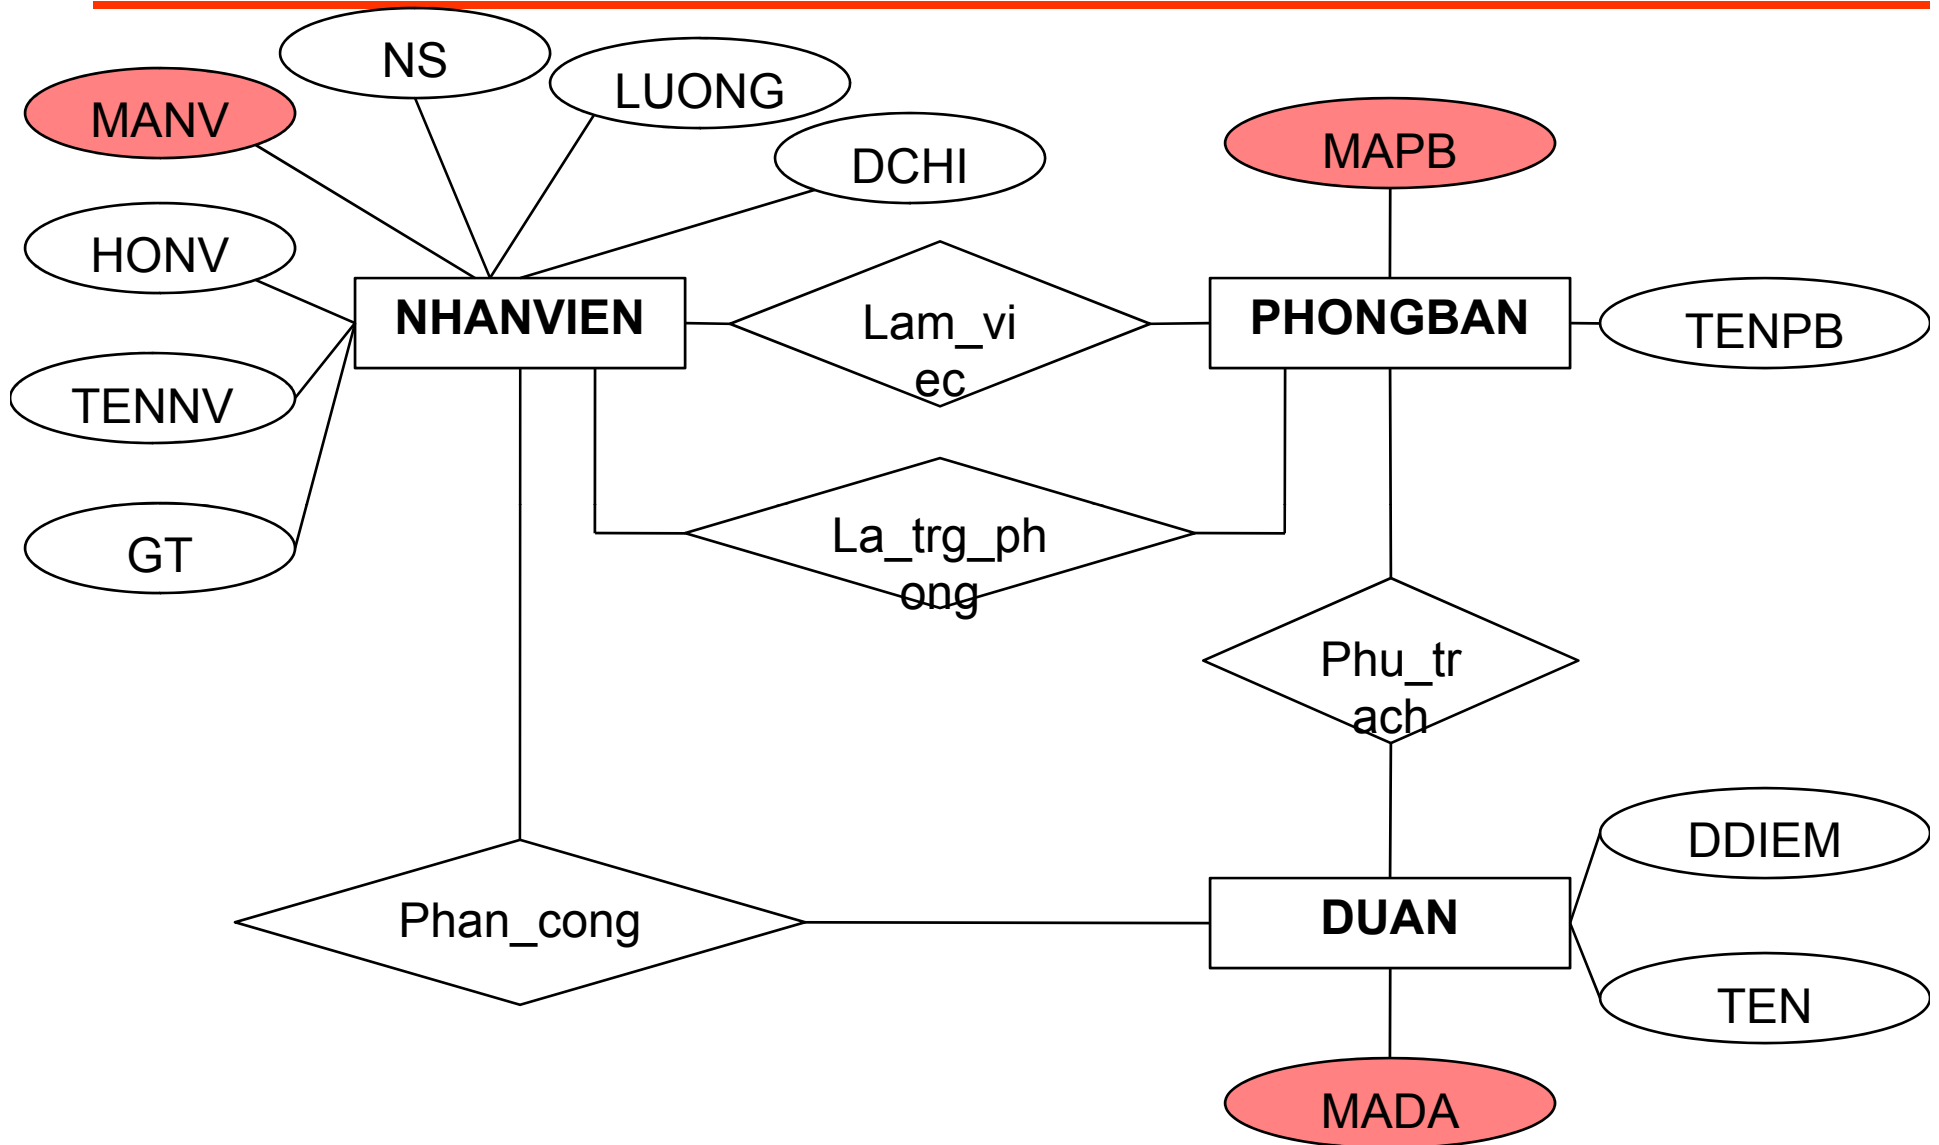 NS
LUONG
MANV
DCHI
MAPB
HONV
NHANVIEN
Lam_vi
ec
PHONGBAN
TENPB
TENNV
La_trg_ph
ong
GT
Phu_tr
ach
DDIEM
Phan_cong
DUAN
TEN
MADA